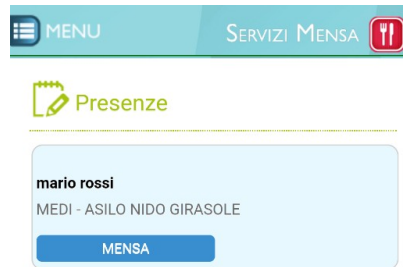 MENU
SERVIZI MENSA
Presenze
mario rossi
MEDI - ASILO NIDO GIRASOLE
MENSA